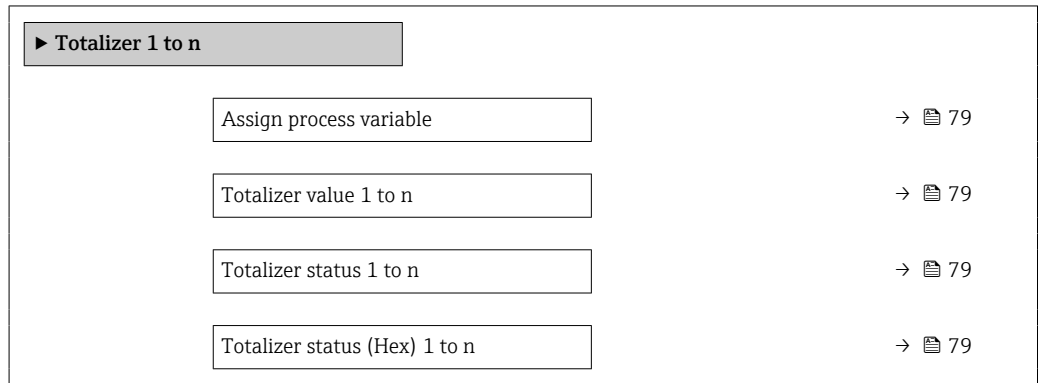 ▶ Totalizer 1 to n
Assign process variable → 79
Totalizer value 1 to n → 79
Totalizer status 1 to n → 79
Totalizer status (Hex) 1 to n → 79